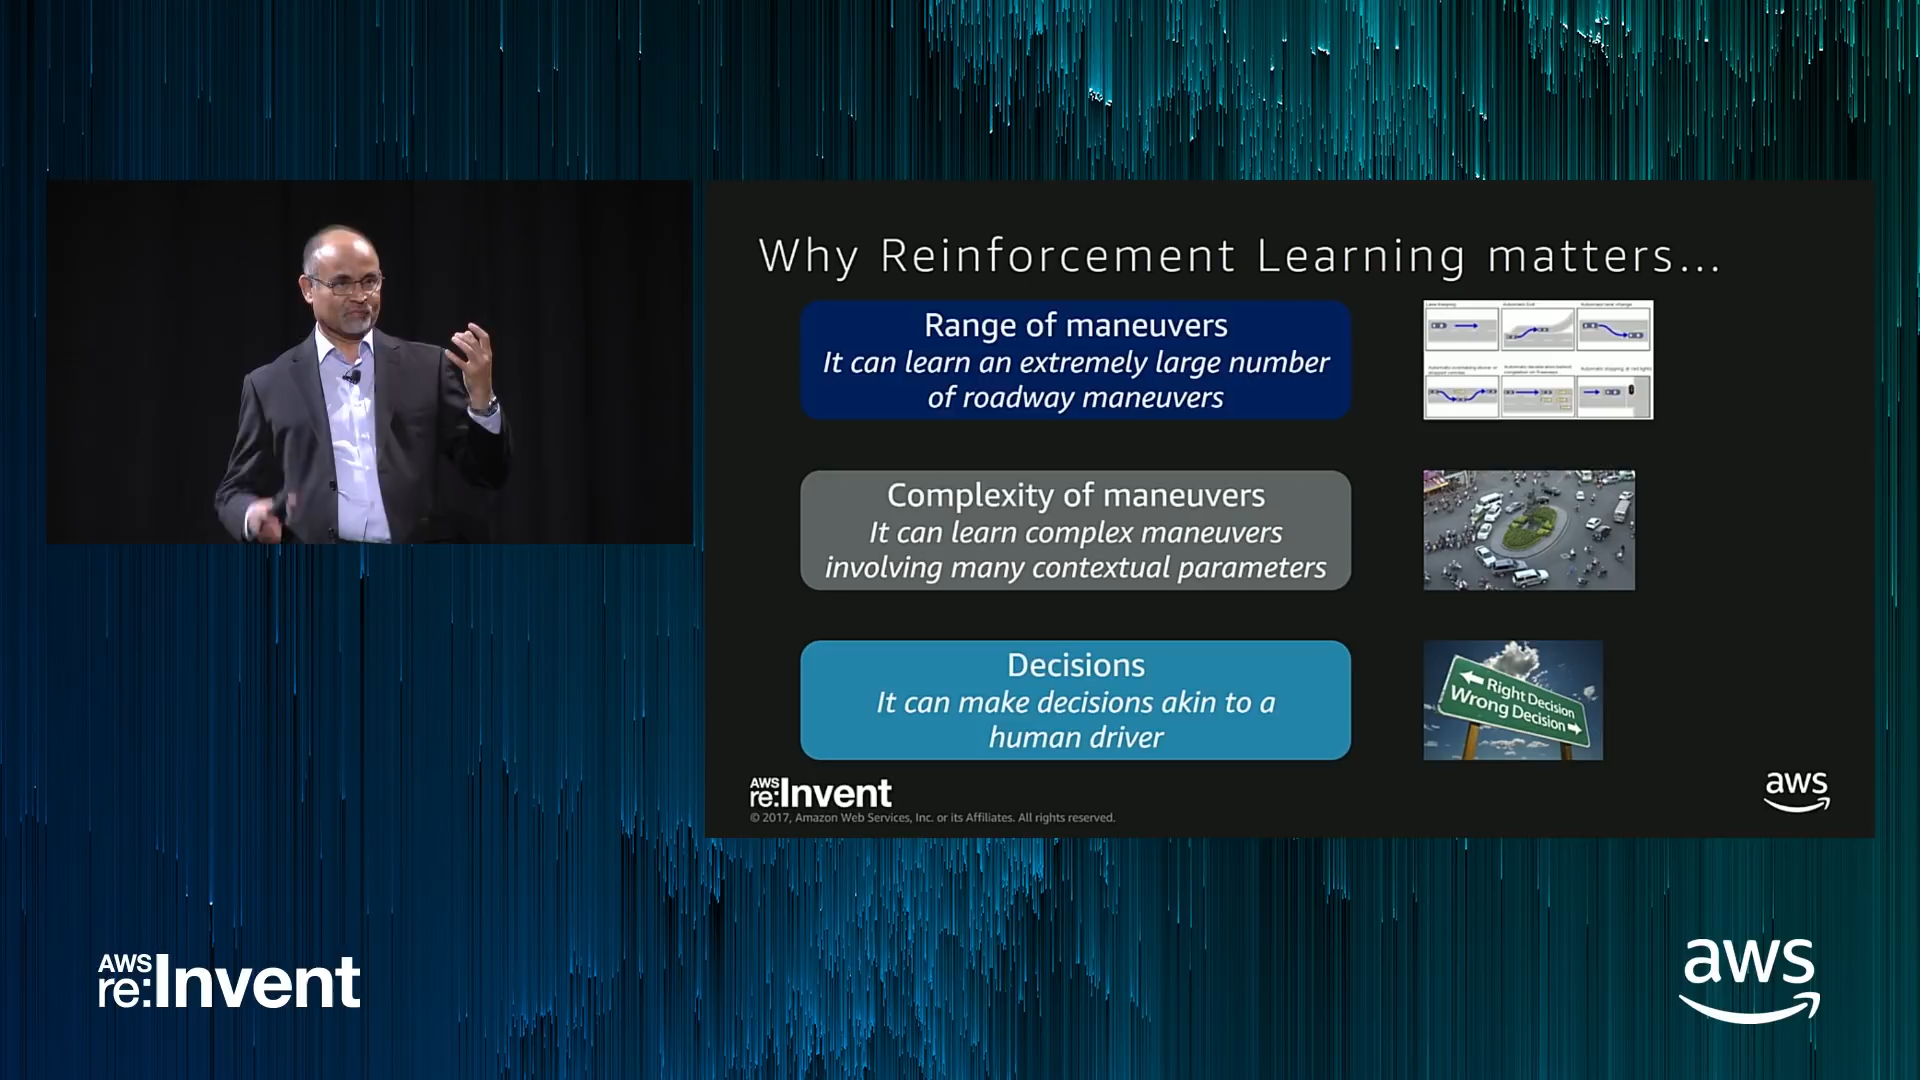 Why Reinforcement Learning matters...
Range of maneuvers
It can learn an extremely large number
of roadway maneuvers
Complexity of maneuvers
It can learn complex maneuvers
involving many contextual parameters
Decisions
It can make decisions akin to a
human driver
Right Decision
Wrong Decision
AWS
re:Invent
© 2017, Amazon Web Services, Inc. or its Affiliates. All rights reserved.
aws
AWS
re:Invent
aws